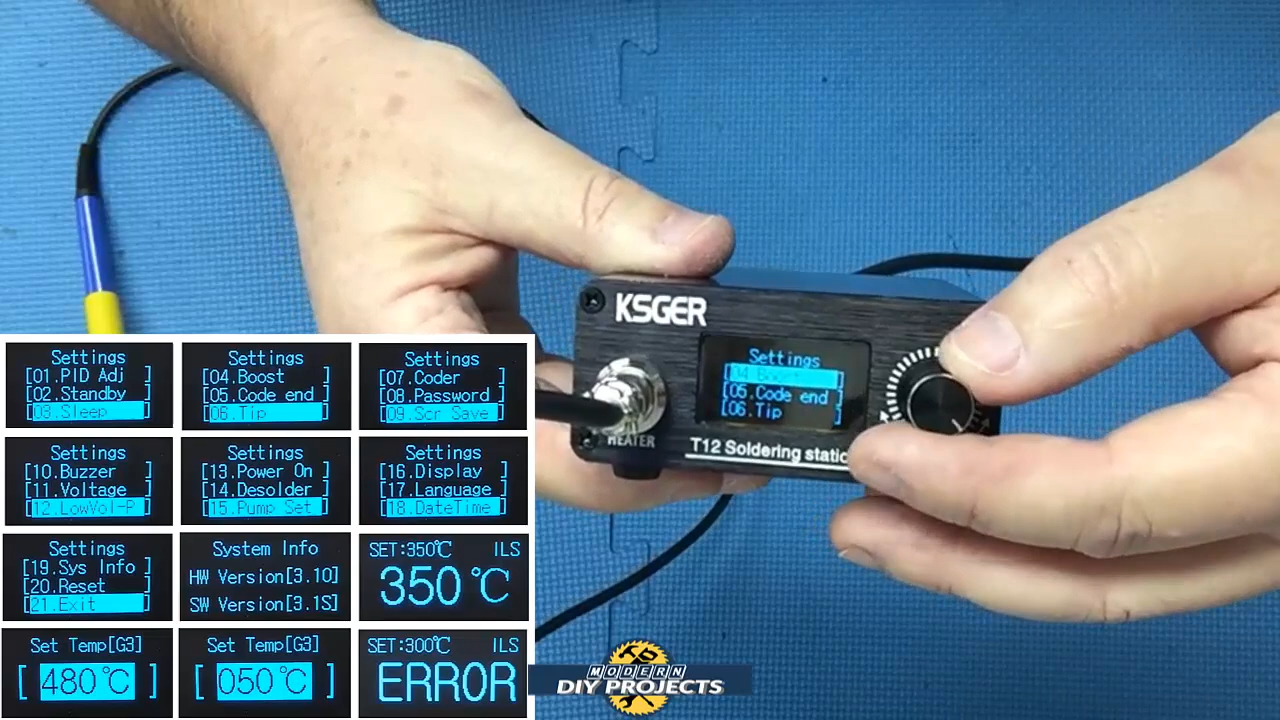 KSGER
Settings
04.Boost
[05.Code end ]
[06.Tip ]
HEATER
T12 Soldering static
Settings
[01.PID Adj ]
[02.Standby ]
[03.Sleep ]
Settings
[04.Boost ]
[05.Code end ]
[06.Tip ]
Settings
[07.Coder ]
[08.Password ]
[09.Scr Save ]
Settings
[10.Buzzer ]
[11.Voltage ]
[12.LowVol-P ]
Settings
[13.Power On ]
[14.Desolder ]
[15.Pump Set ]
Settings
[16.Display ]
[17.Language ]
[18.DateTime ]
Settings
[19.Sys Info ]
[20.Reset ]
[21.Exit ]
System Info
HW Version[3.10]
SW Version[3.1S]
SET:350℃ ILS
350℃
Set Temp[G3]
[ 480℃ ]
Set Temp[G3]
[ 050℃ ]
SET:300℃ ILS
ERROR
MODERN
DIY PROJECTS